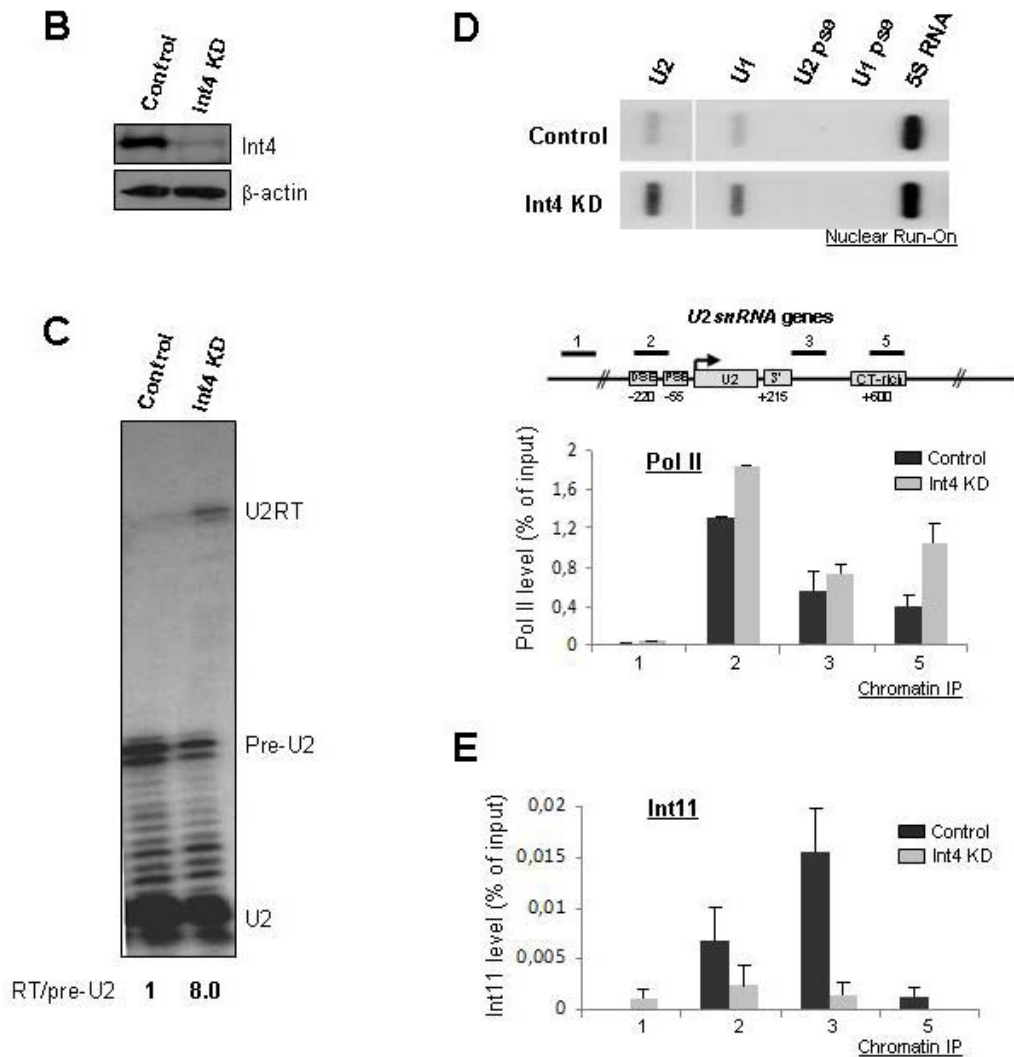 B
Control
Int4 KD
Int4
β-actin
C
Control
Int4 KD
U2RT
Pre-U2
U2
RT/pre-U2 1 8.0
D
U2
U1
U2 pse
U1 pse
5S RNA
Control
Int4 KD
Nuclear Run-On
U2 snRNA genes
1 2 3 5
DSE PSE U2 3' CT-rich
-220 -55 +215 +600
Pol II
Control
Int4 KD
Pol II level (% of input)
2
1,6
1,2
0,8
0,4
0
1 2 3 5
Chromatin IP
E
Int11
Control
Int4 KD
Int11 level (% of input)
0,02
0,015
0,01
0,005
0
1 2 3 5
Chromatin IP